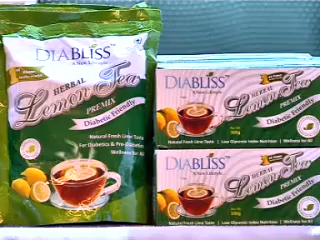 DIABLISS™
A New Lifestyle
HERBAL
Lemon Tea
PREMIX
Diabetic Friendly
Natural Fresh Lime Taste
For Diabetics & Pre-Diabetics
Wellness for All
DIABLISS™
A New Lifestyle
HERBAL
Lemon Tea
PREMIX
Diabetic Friendly
Natural Fresh Lime Taste | Low Glycemic Index Nutrition | Wellness for All
DIABLISS™
A New Lifestyle
HERBAL
Lemon Tea
PREMIX
Diabetic Friendly
Natural Fresh Lime Taste | Low Glycemic Index Nutrition | Wellness for All